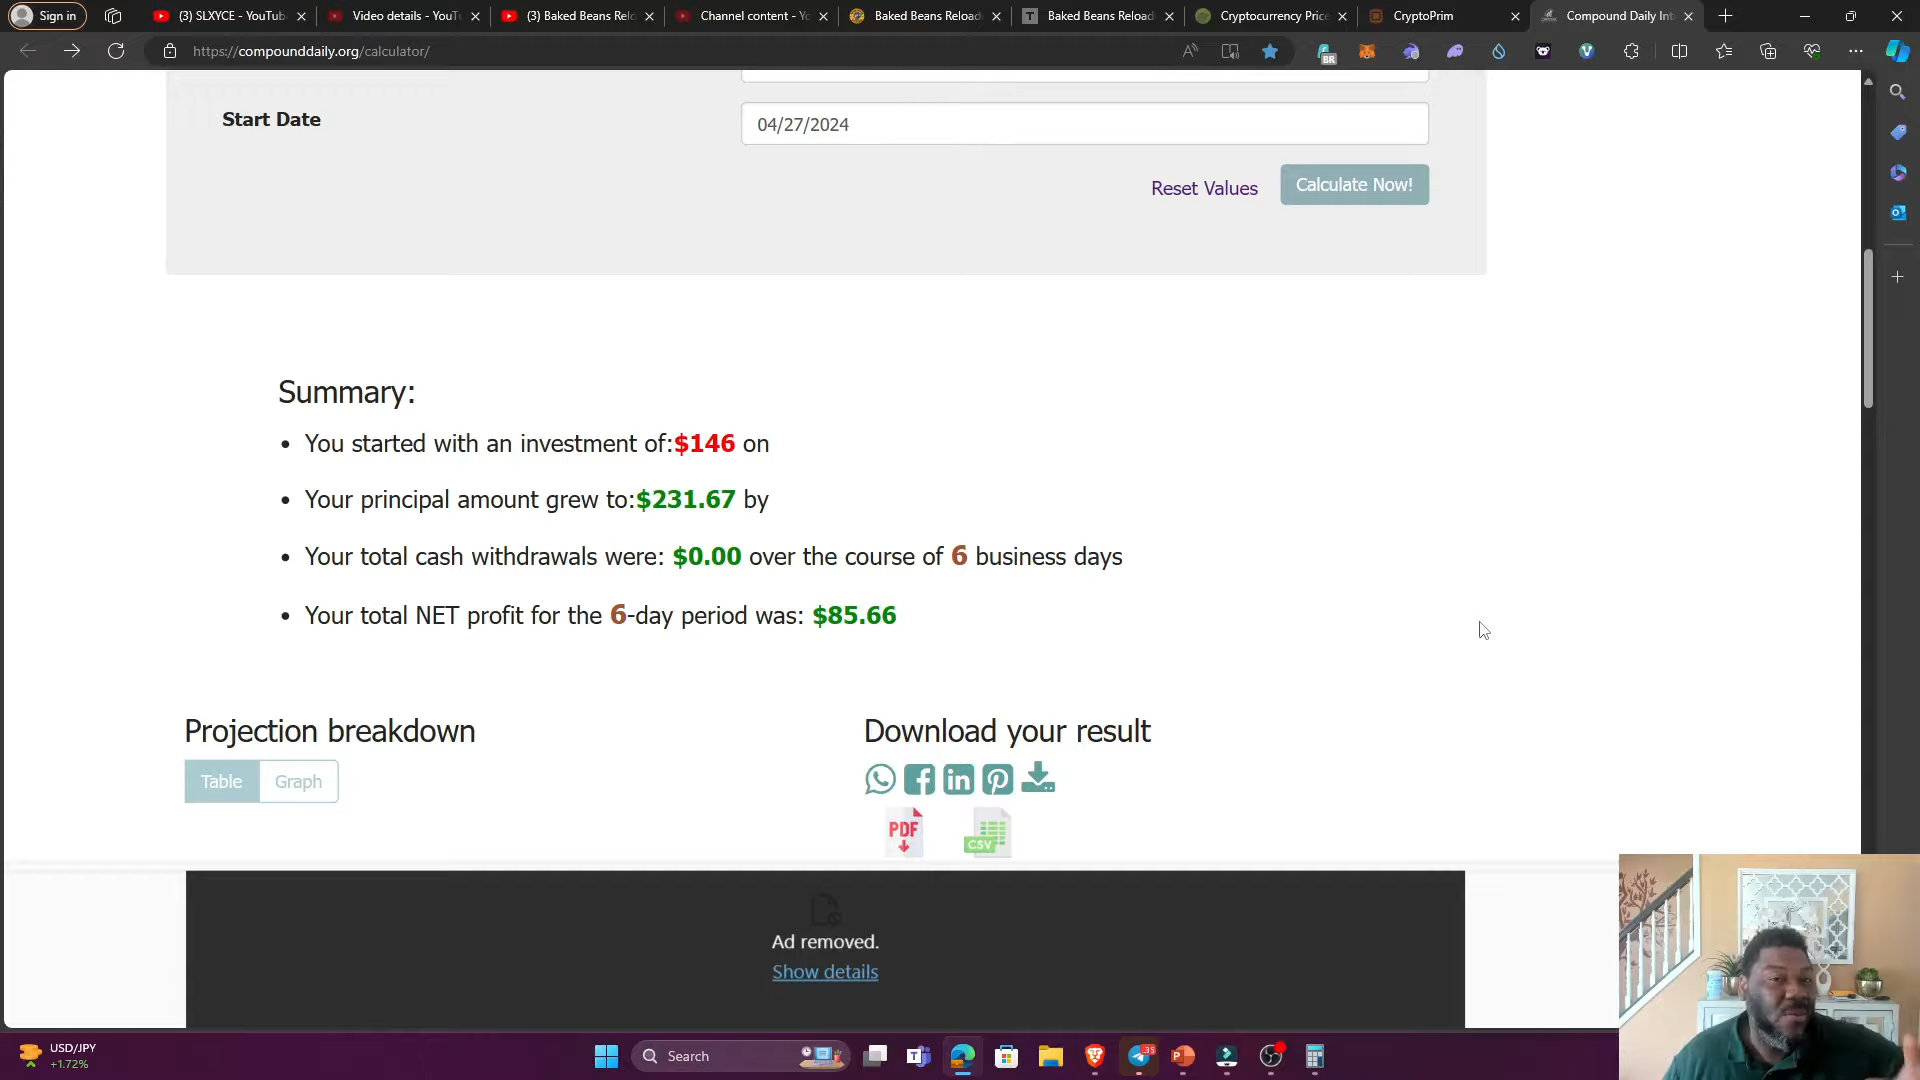 Sign in
(3) SLXYCE - YouTub
Video details - YouTu
(3) Baked Beans Relo
Channel content - Yo
Baked Beans Reload
Baked Beans Reload
Cryptocurrency Price
CryptoPrim
Compound Daily Int
https://compounddaily.org/calculator/
BR
Start Date
04/27/2024
Reset Values
Calculate Now!
Summary:
• You started with an investment of:$146 on
• Your principal amount grew to:$231.67 by
• Your total cash withdrawals were: $0.00 over the course of 6 business days
• Your total NET profit for the 6-day period was: $85.66
Projection breakdown
Download your result
Table
Graph
PDF
CSV
Ad removed.
Show details
USD/JPY
+1.72%
Search
35